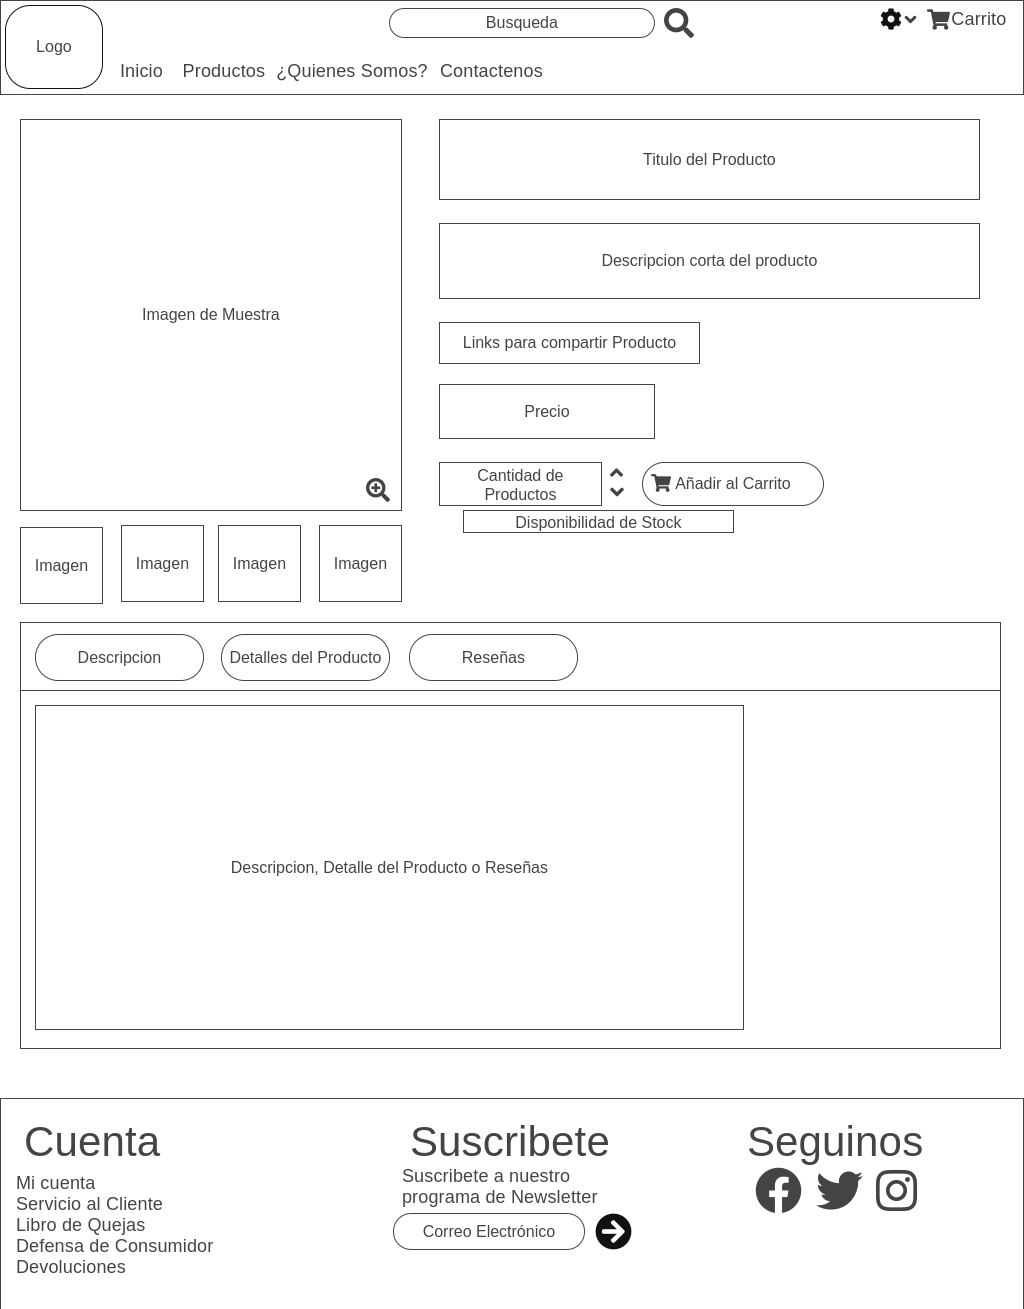 Logo
Busqueda
Carrito
Inicio Productos ¿Quienes Somos? Contactenos
Imagen de Muestra
Titulo del Producto
Descripcion corta del producto
Links para compartir Producto
Precio
Cantidad de
Productos
Añadir al Carrito
Disponibilidad de Stock
Imagen Imagen Imagen Imagen
Descripcion Detalles del Producto Reseñas
Descripcion, Detalle del Producto o Reseñas
Cuenta
Mi cuenta
Servicio al Cliente
Libro de Quejas
Defensa de Consumidor
Devoluciones
Suscribete
Suscribete a nuestro
programa de Newsletter
Correo Electrónico
Seguinos